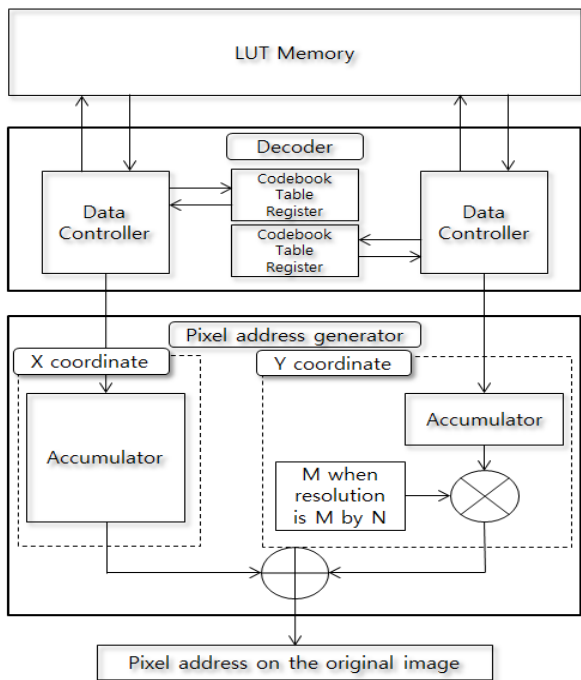 LUT Memory
Decoder
Data
Controller
Codebook
Table
Register
Codebook
Table
Register
Data
Controller
Pixel address generator
X coordinate
Y coordinate
Accumulator
Accumulator
M when
resolution
is M by N
Pixel address on the original image